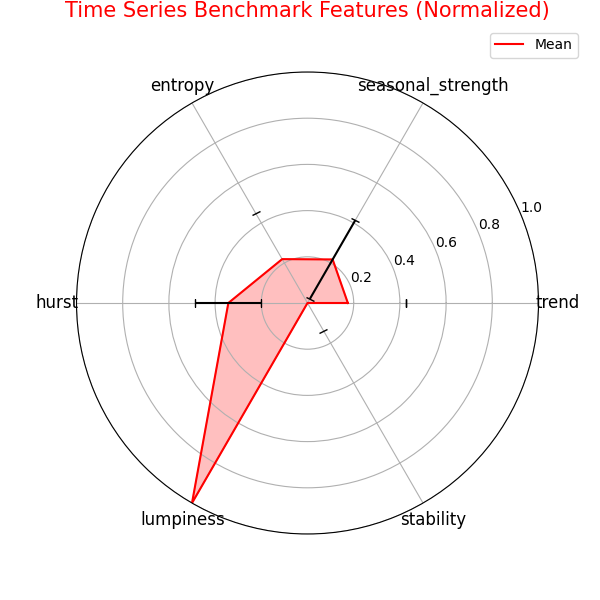 Time Series Benchmark Features (Normalized)
Mean
entropy
seasonal_strength
1.0
0.8
0.6
0.4
0.2
hurst
trend
lumpiness
stability